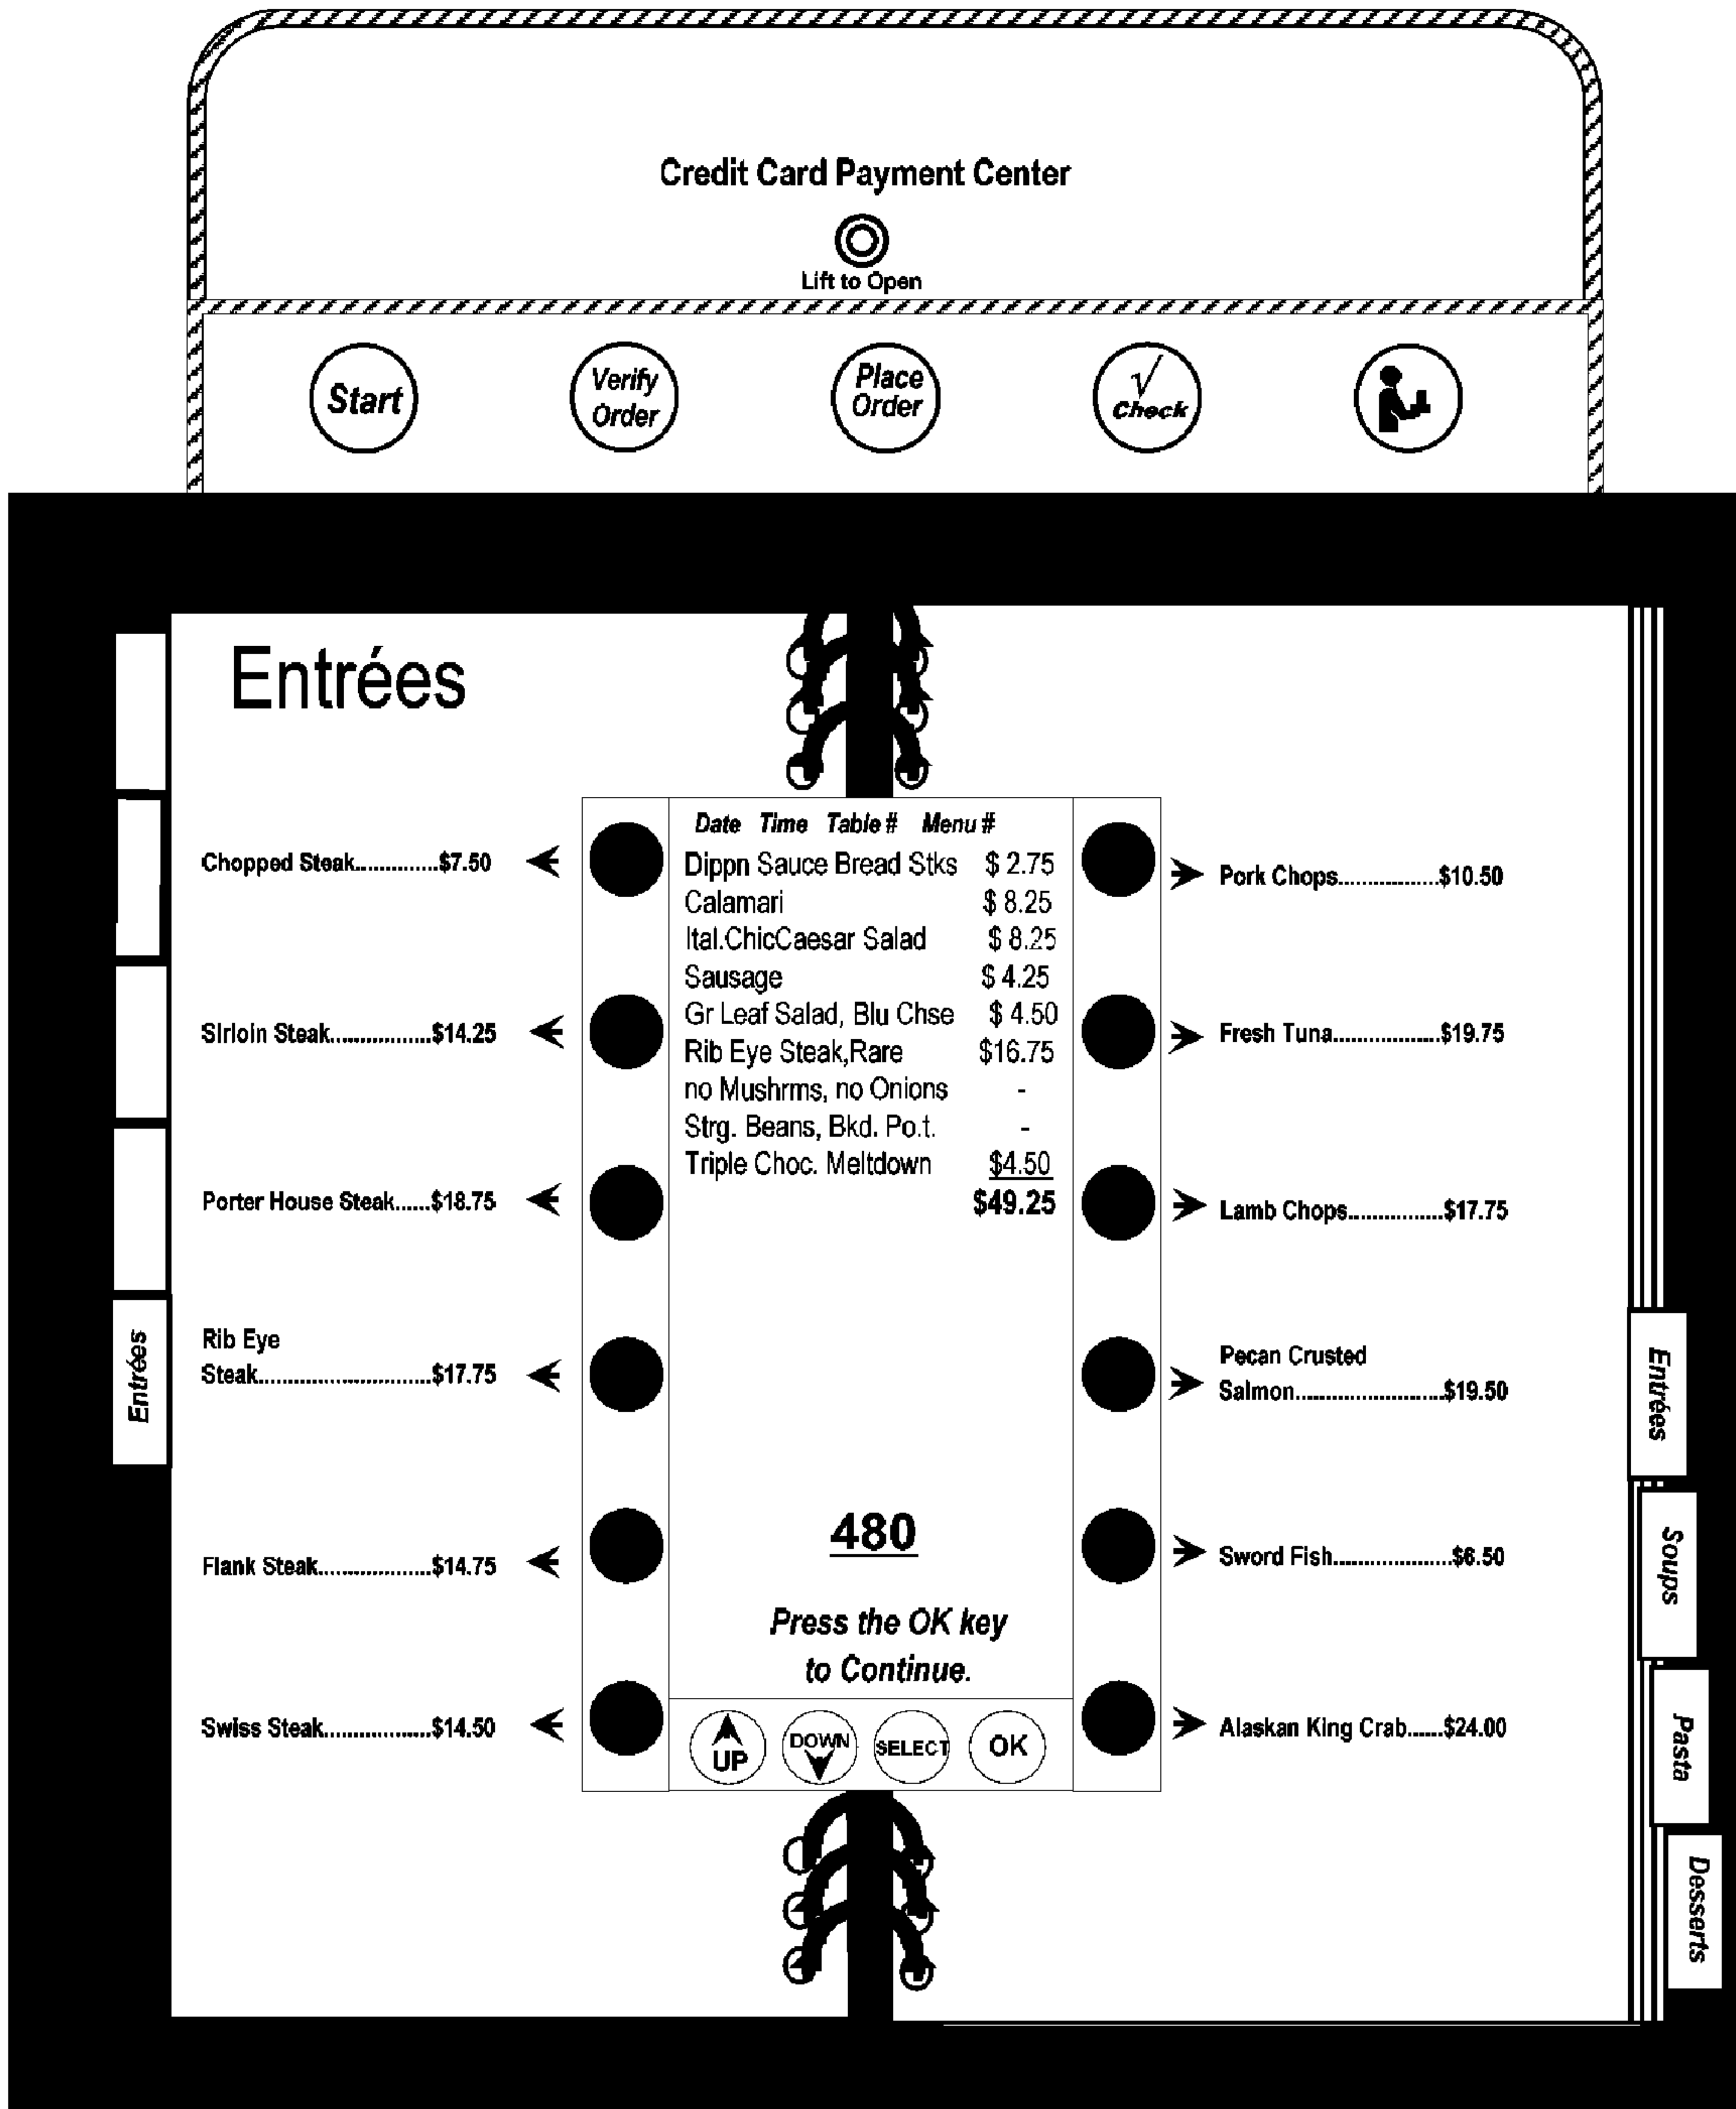 Credit Card Payment Center
Lift to Open
Start
Verify
Order
Place
Order
√
Check
Entrées
Chopped Steak..............$7.50
Sirloin Steak.................$14.25
Porter House Steak......$18.75
Rib Eye
Steak.............................$17.75
Flank Steak...................$14.75
Swiss Steak..................$14.50
Entrées
Date Time Table # Menu #
Dippn Sauce Bread Stks $ 2.75
Calamari $ 8.25
Ital.ChicCaesar Salad $ 8.25
Sausage $ 4.25
Gr Leaf Salad, Blu Chse $ 4.50
Rib Eye Steak,Rare $16.75
no Mushrms, no Onions -
Strg. Beans, Bkd. Po.t. -
Triple Choc. Meltdown $4.50
$49.25
480
Press the OK key
to Continue.
UP
DOWN
SELECT
OK
Pork Chops.................$10.50
Fresh Tuna..................$19.75
Lamb Chops................$17.75
Pecan Crusted
Salmon.........................$19.50
Sword Fish....................$6.50
Alaskan King Crab......$24.00
Entrées
Soups
Pasta
Desserts